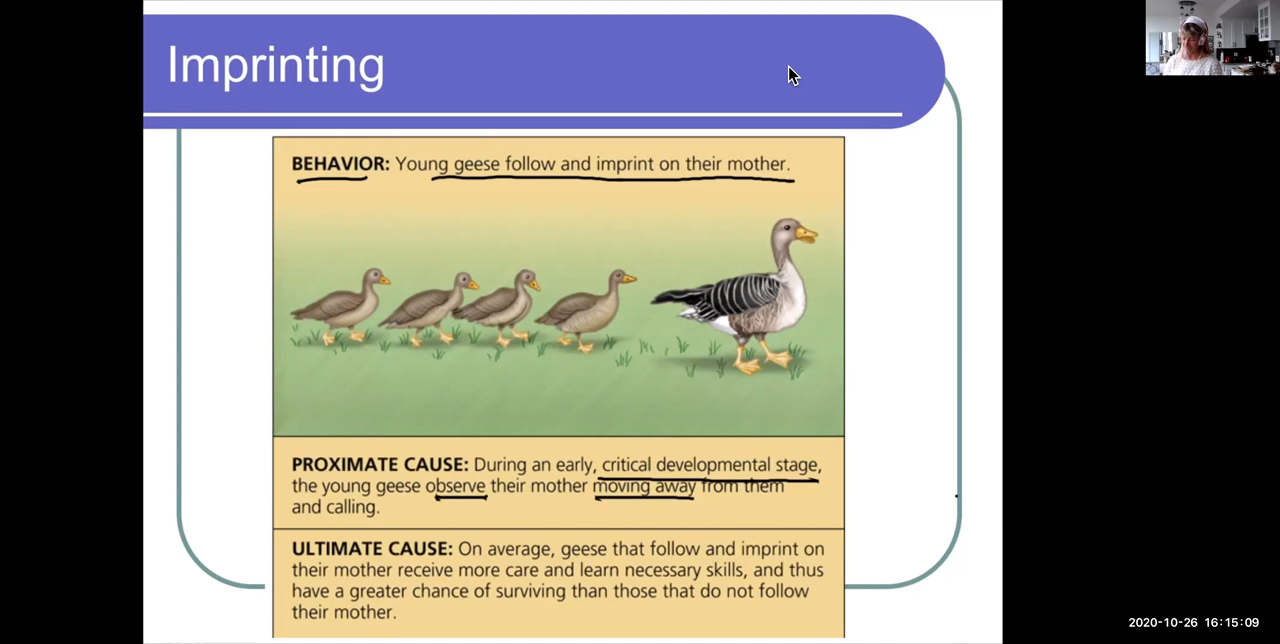 Imprinting
BEHAVIOR: Young geese follow and imprint on their mother.
PROXIMATE CAUSE: During an early, critical developmental stage,
the young geese observe their mother moving away from them
and calling.
ULTIMATE CAUSE: On average, geese that follow and imprint on
their mother receive more care and learn necessary skills, and thus
have a greater chance of surviving than those that do not follow
their mother.
2020-10-26 16:15:09